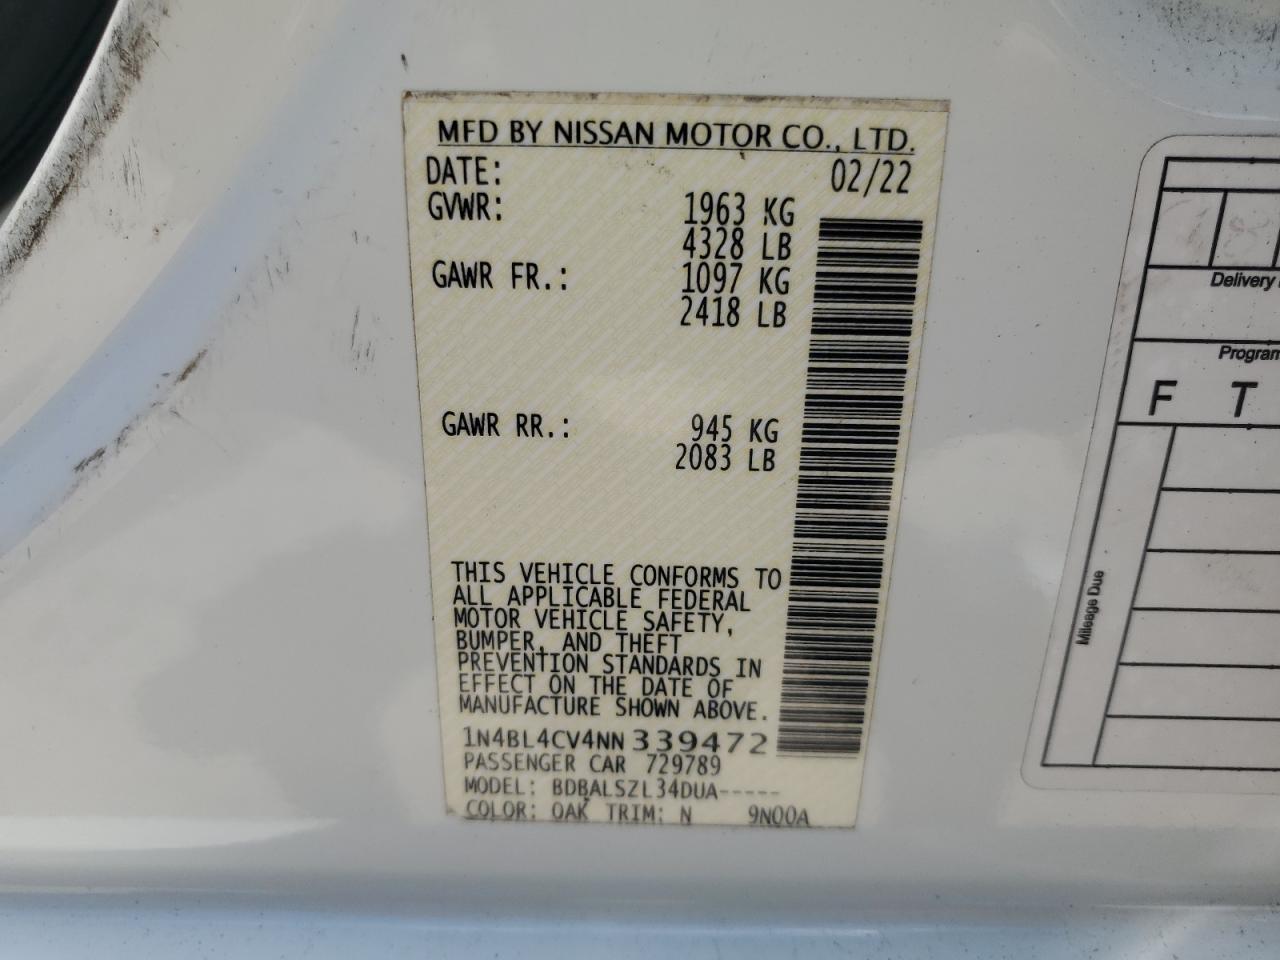 MFD BY NISSAN MOTOR CO., LTD.
DATE: 02/22
GVWR: 1963 KG
4328 LB
GAWR FR.: 1097 KG
2418 LB
GAWR RR.: 945 KG
2083 LB
THIS VEHICLE CONFORMS TO
ALL APPLICABLE FEDERAL
MOTOR VEHICLE SAFETY,
BUMPER, AND THEFT
PREVENTION STANDARDS IN
EFFECT ON THE DATE OF
MANUFACTURE SHOWN ABOVE.
1N4BL4CV4NN339472
PASSENGER CAR 729789
MODEL: BDBALSZL34DUA-----
COLOR: QAK TRIM: N 9N00A
Delivery
Program
F T
Mileage Due